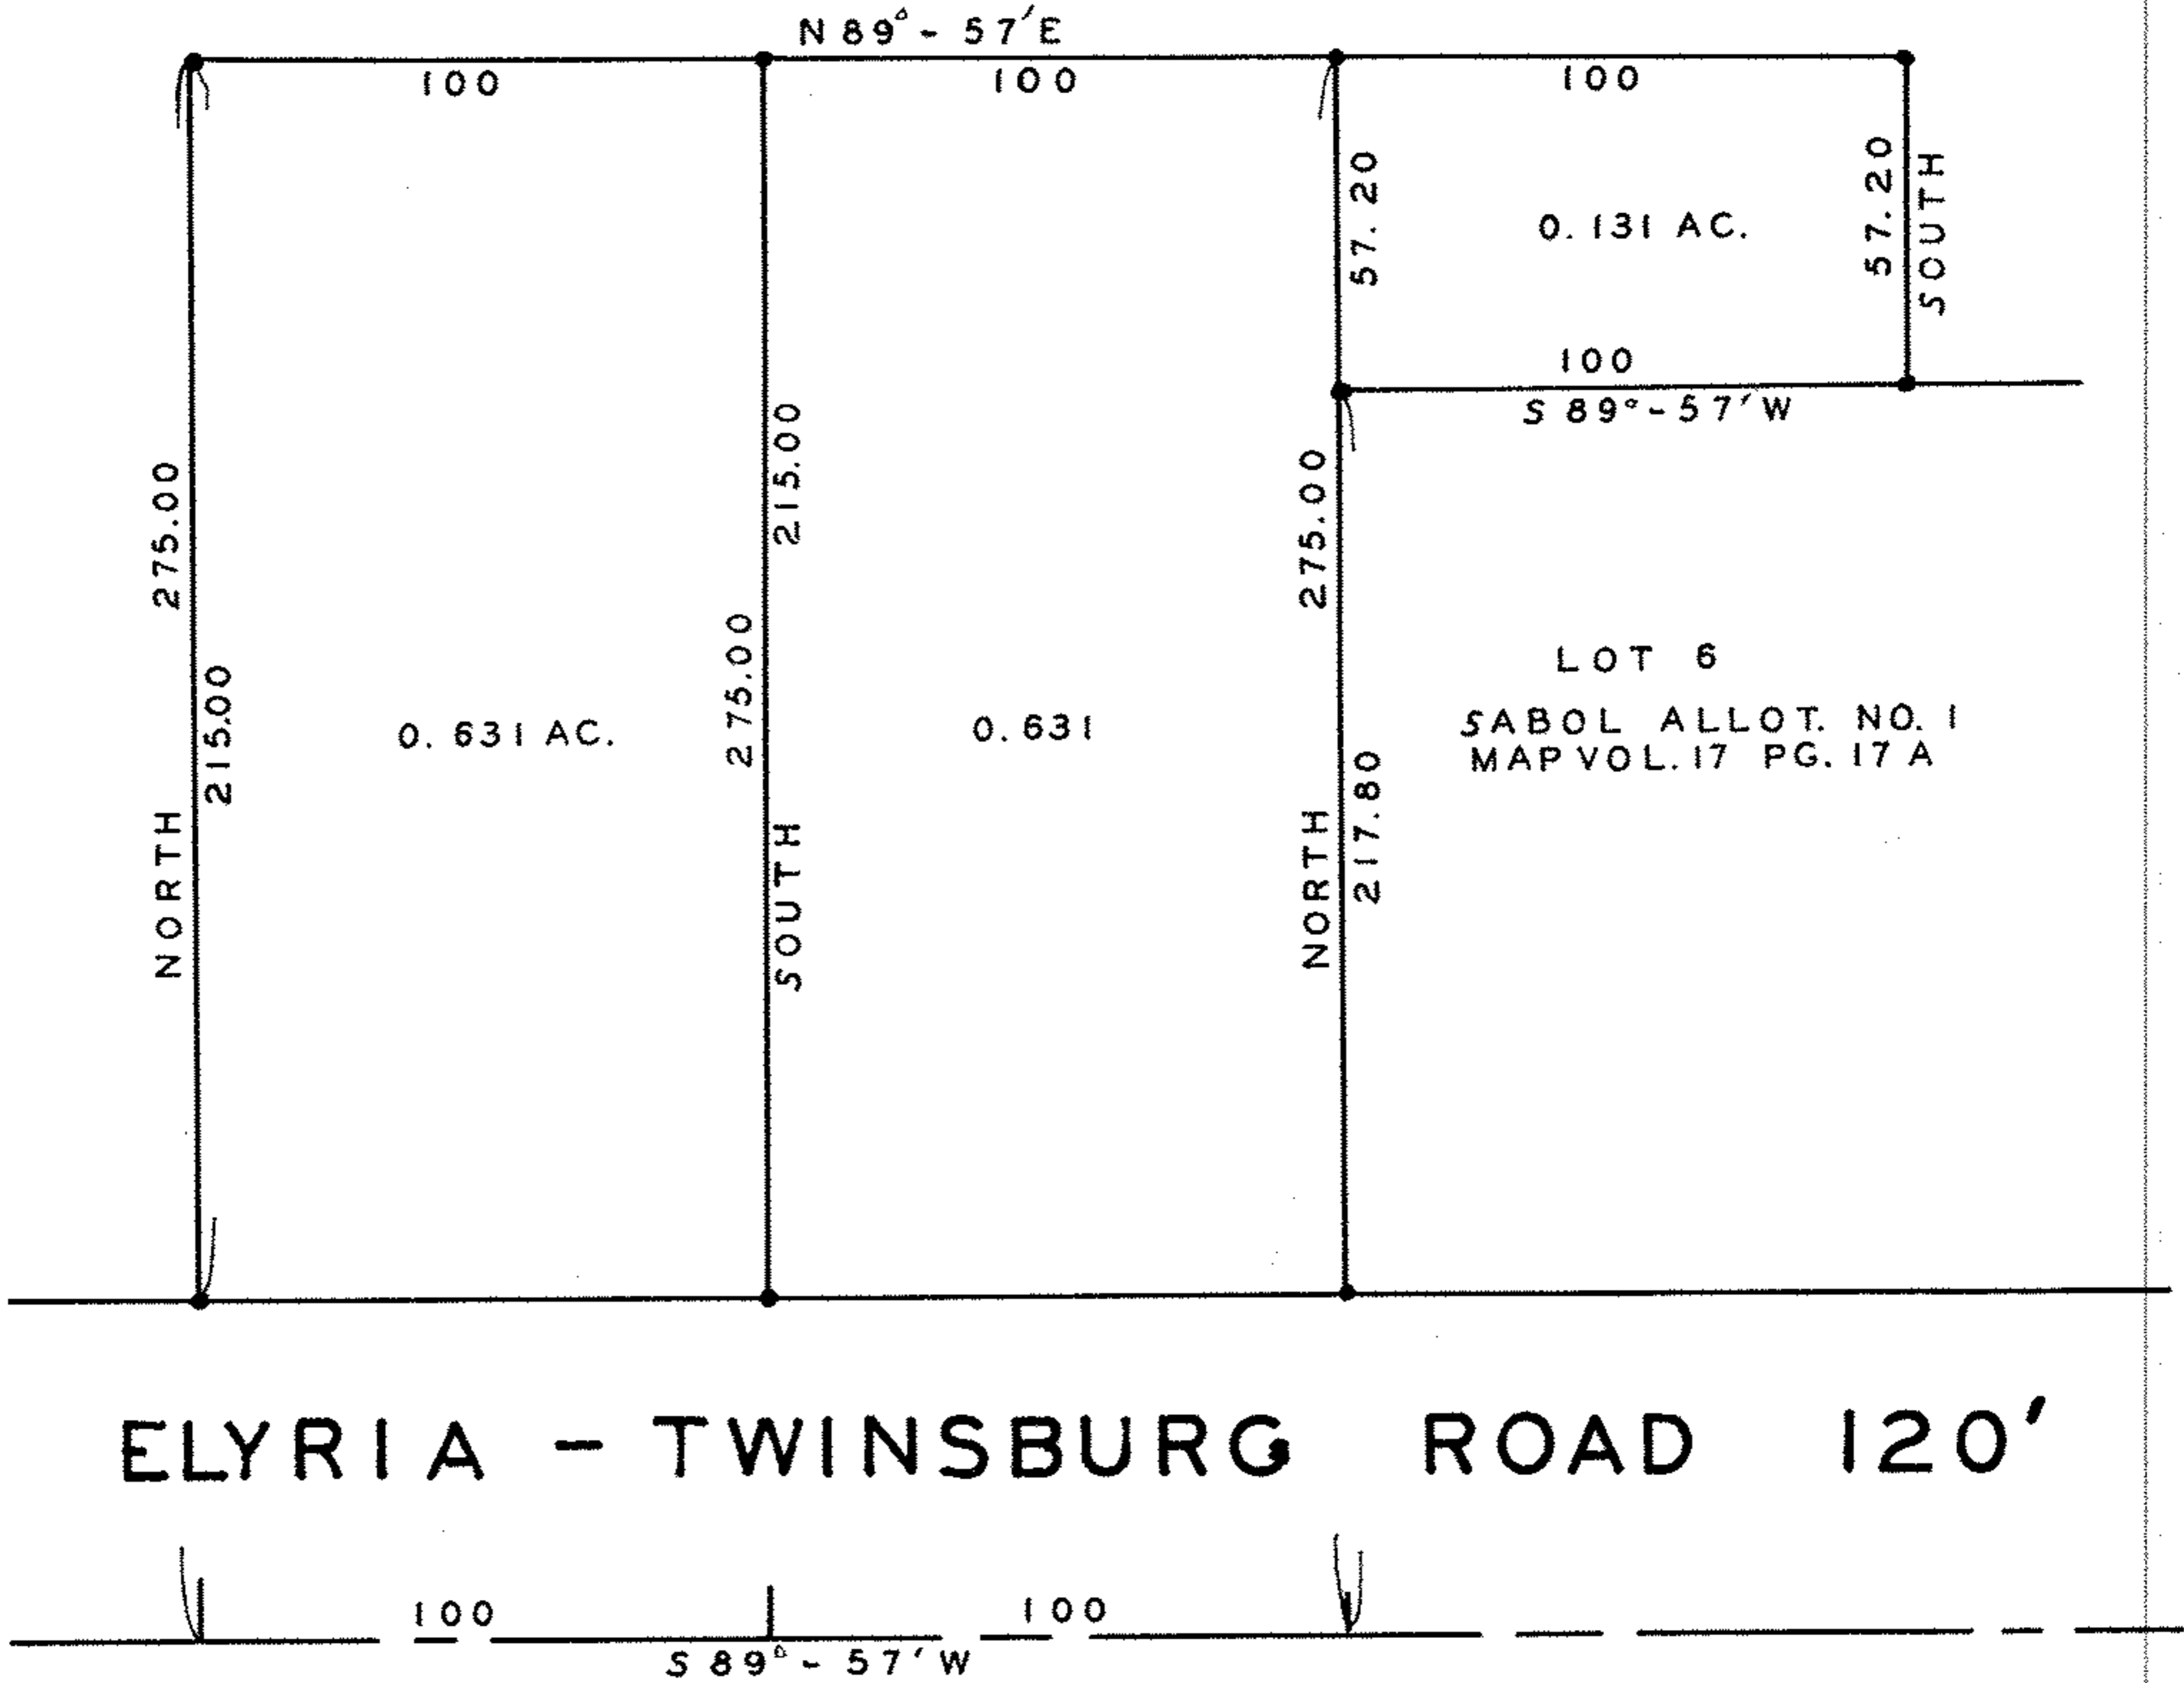 N 89° - 57' E
100
100
100
57.20
57.20
SOUTH
0.131 AC.
100
S 89° - 57' W
275.00
215.00
NORTH
0.631 AC.
215.00
275.00
SOUTH
0.631
275.00
NORTH
217.80
LOT 6
SABOL ALLOT. NO. 1
MAP VOL. 17 PG. 17 A
ELYRIA - TWINSBURG ROAD 120'
100
100
S 89° - 57' W